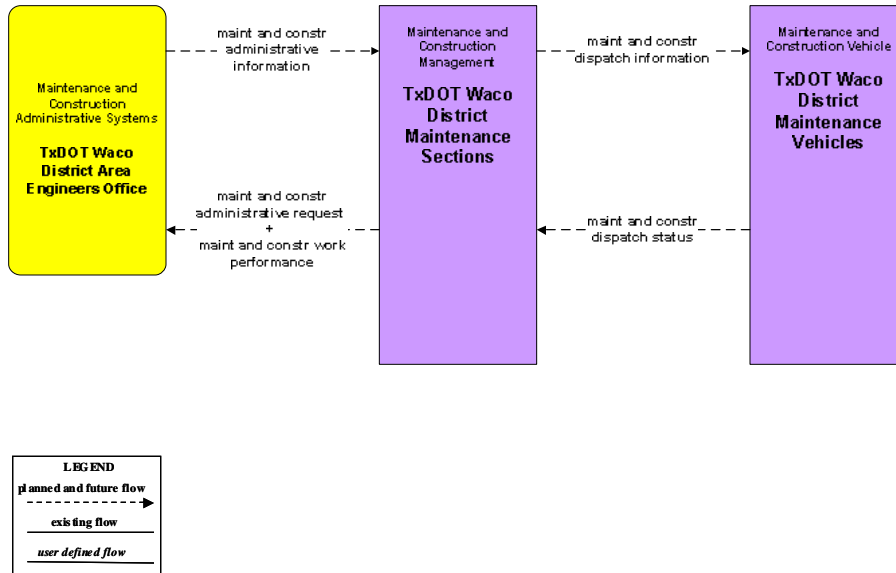 Maintenance and
Construction
Administrative Systems
TxDOT Waco
District Area
Engineers Office
maint and constr
administrative
information
maint and constr
administrative request
+
maint and constr work
performance
Maintenance and
Construction
Management
TxDOT Waco
District
Maintenance
Sections
maint and constr
dispatch information
maint and constr
dispatch status
Maintenance and
Construction Vehicle
TxDOT Waco
District
Maintenance
Vehicles
LEGEND
planned and future flow
existing flow
user defined flow